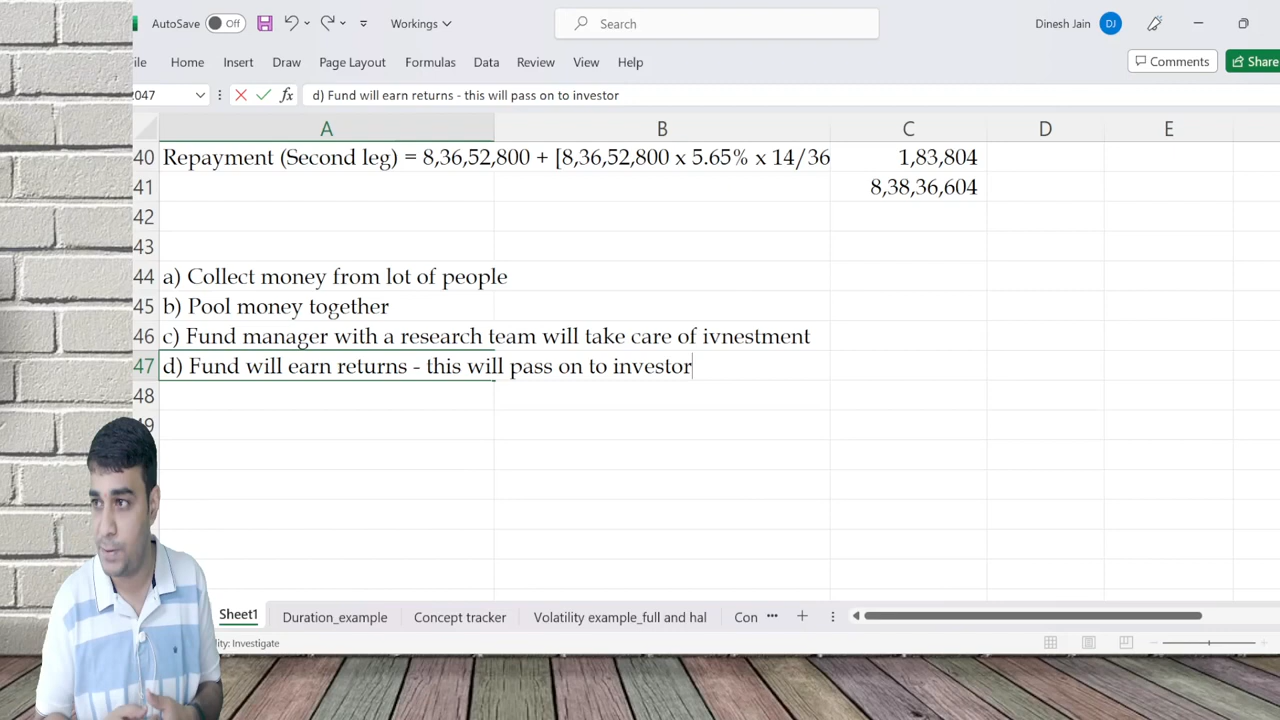 AutoSave Off Workings Search Dinesh Jain DJ
ile Home Insert Draw Page Layout Formulas Data Review View Help Comments Share
047 fx d) Fund will earn returns - this will pass on to investor
A B C D E
40 Repayment (Second leg) = 8,36,52,800 + [8,36,52,800 x 5.65% x 14/36 1,83,804
41 8,38,36,604
42
43
44 a) Collect money from lot of people
45 b) Pool money together
46 c) Fund manager with a research team will take care of ivnestment
47 d) Fund will earn returns - this will pass on to investor
48
49
Sheet1 Duration_example Concept tracker Volatility example_full and hal Con
lity: Investigate